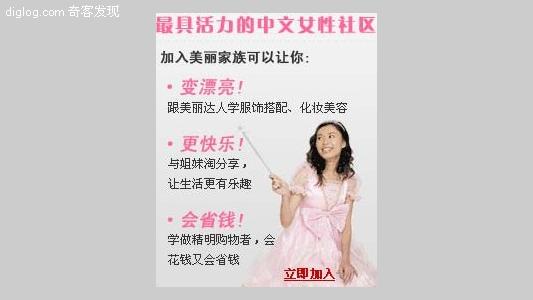 diglog.com 奇客发现
最具活力的中文女性社区
加入美丽家族可以让你:
• 变漂亮!
跟美丽达人学服饰搭配、化妆美容
• 更快乐!
与姐妹淘分享，
让生活更有乐趣
• 会省钱!
学做精明购物者，会
花钱又会省钱
立即加入